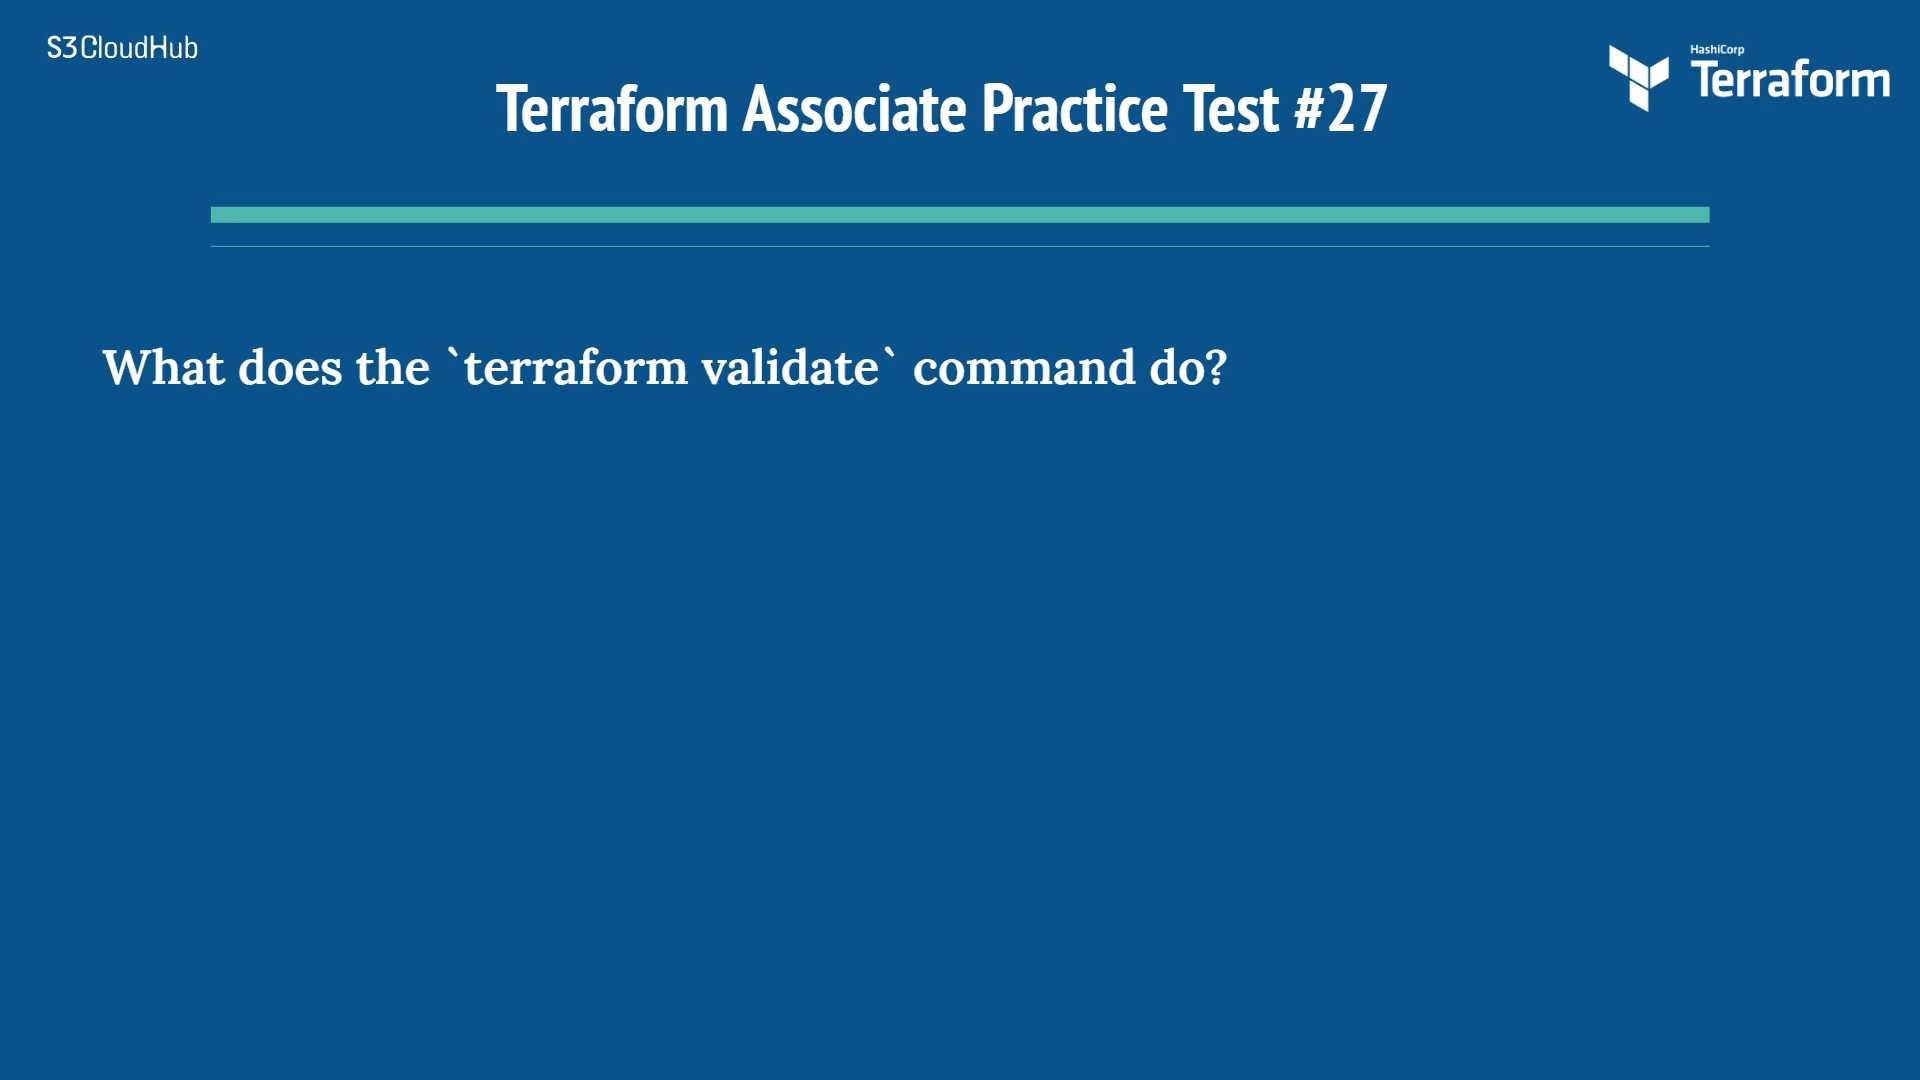 S3CloudHub
HashiCorp
Terraform
Terraform Associate Practice Test #27
What does the `terraform validate` command do?